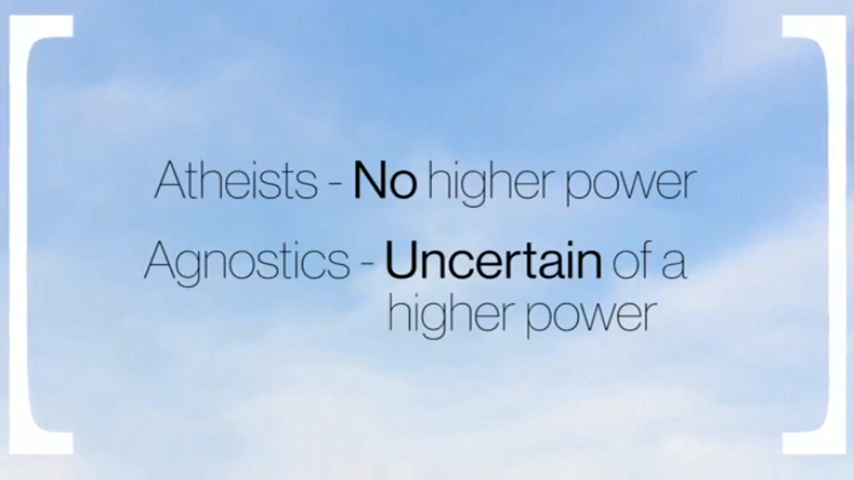 Atheists - No higher power
Agnostics - Uncertain of a
higher power